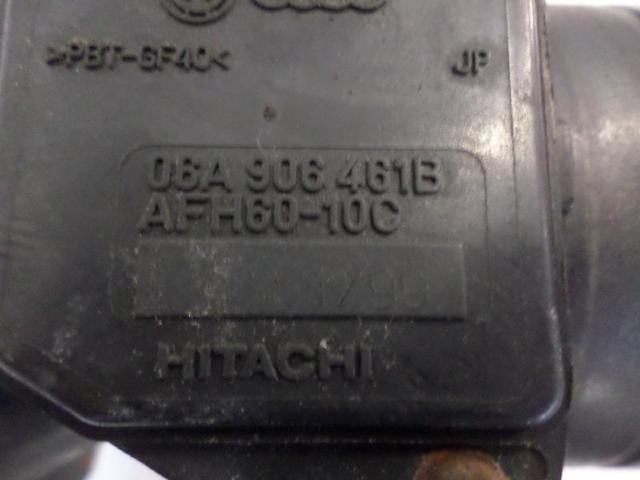 >PBT-GF40< JP
06A 906 461B
AFH60-10C
HITACHI